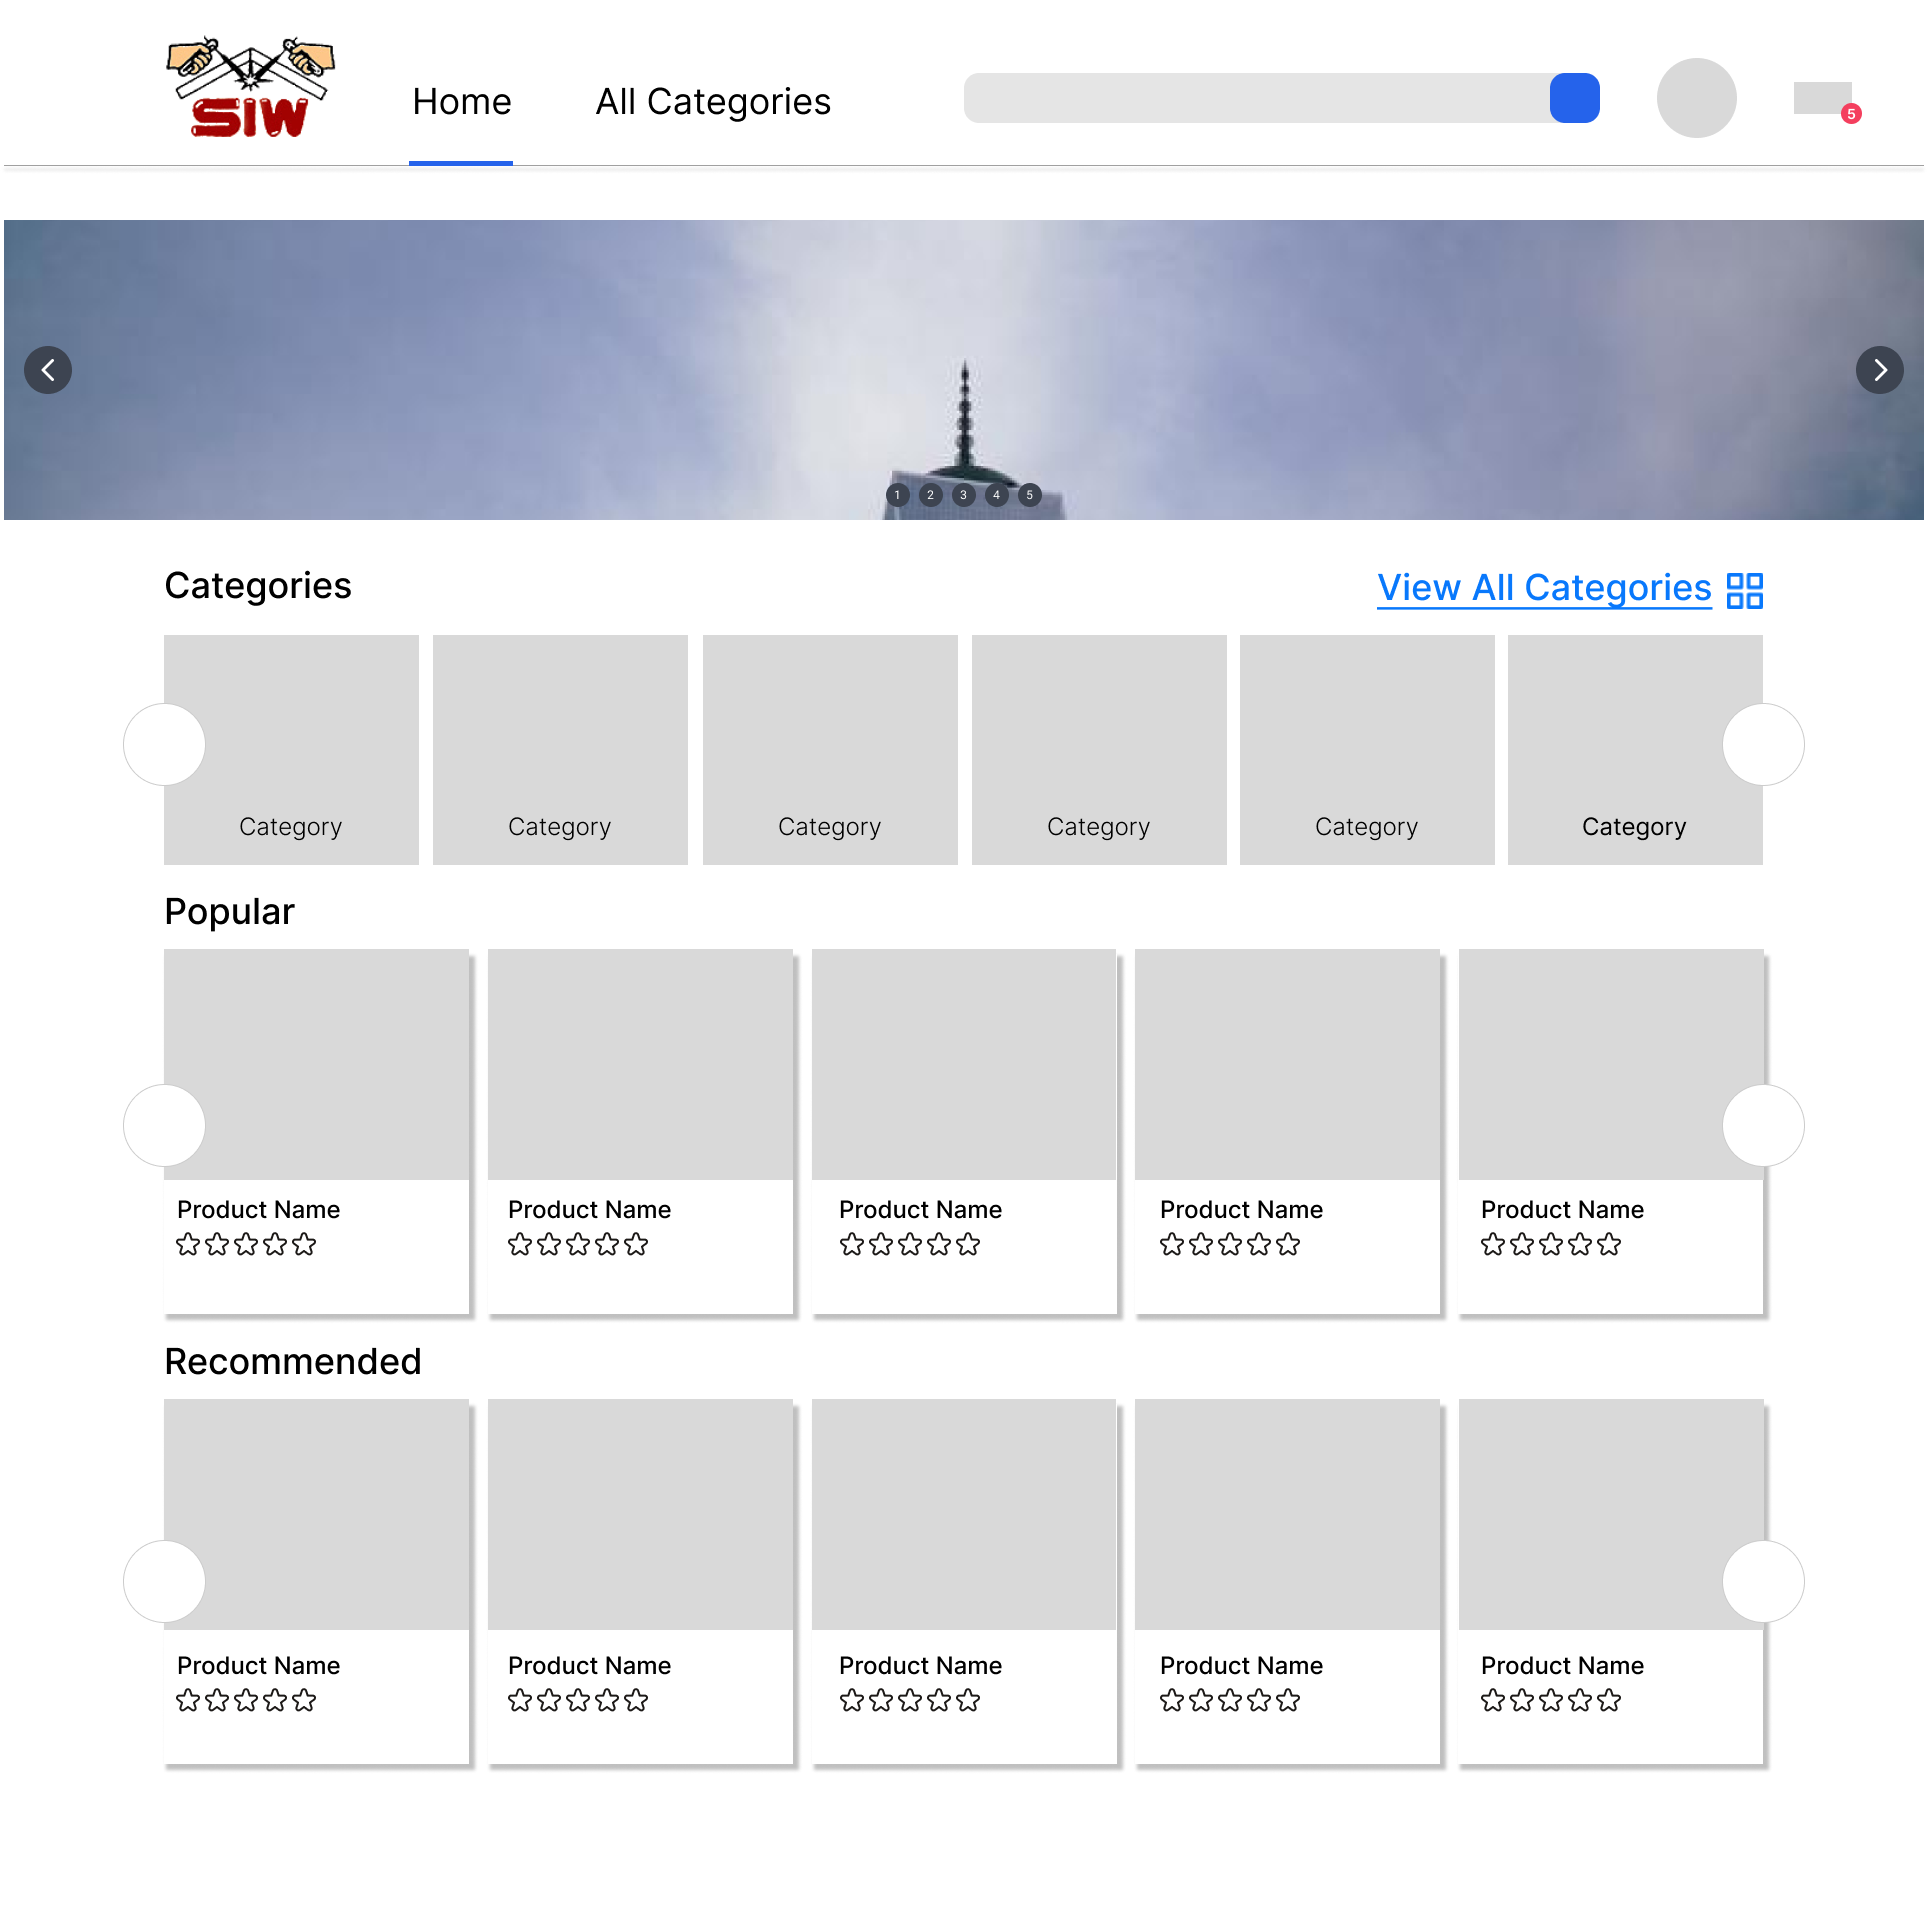 SIW
Home
All Categories
5
1 2 3 4 5
Categories
View All Categories
Category
Category
Category
Category
Category
Category
Popular
Product Name
Product Name
Product Name
Product Name
Product Name
Recommended
Product Name
Product Name
Product Name
Product Name
Product Name